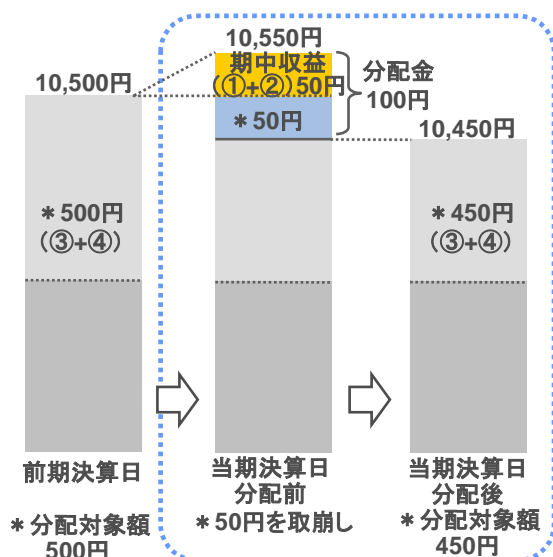 10,500円
＊500円
（③+④）
前期決算日
＊分配対象額
500円
10,550円
期中収益
（①+②）50円
＊50円
分配金
100円
当期決算日
分配前
＊50円を取崩し
10,450円
＊450円
（③+④）
当期決算日
分配後
＊分配対象額
450円